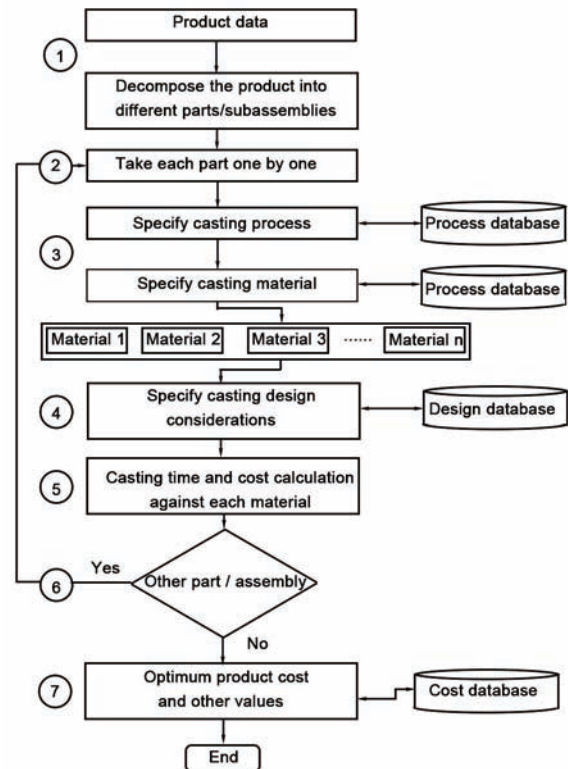 Product data
1
Decompose the product into
different parts/subassemblies
2
Take each part one by one
Specify casting process
Process database
3
Specify casting material
Process database
Material 1 Material 2 Material 3 ...... Material n
4
Specify casting design
considerations
Design database
5
Casting time and cost calculation
against each material
Yes
6
Other part / assembly
No
7
Optimum product cost
and other values
Cost database
End